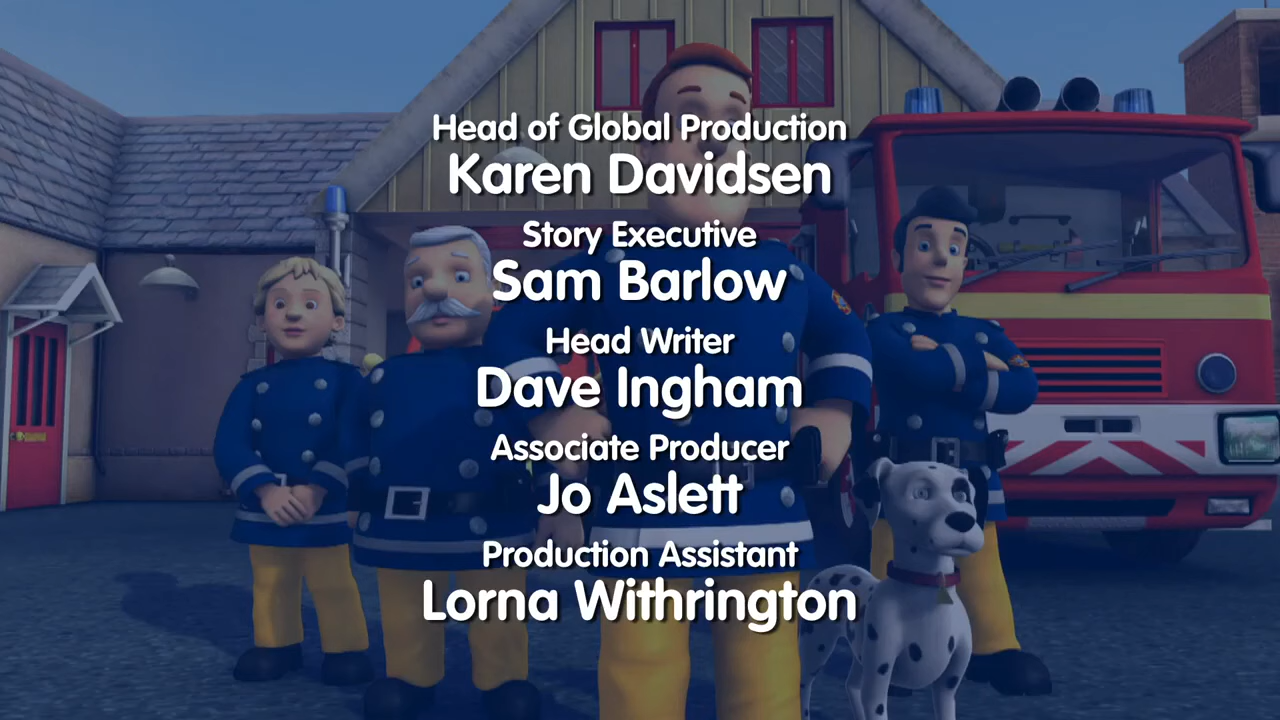 Head of Global Production
Karen Davidsen
Story Executive
Sam Barlow
Head Writer
Dave Ingham
Associate Producer
Jo Aslett
Production Assistant
Lorna Withrington